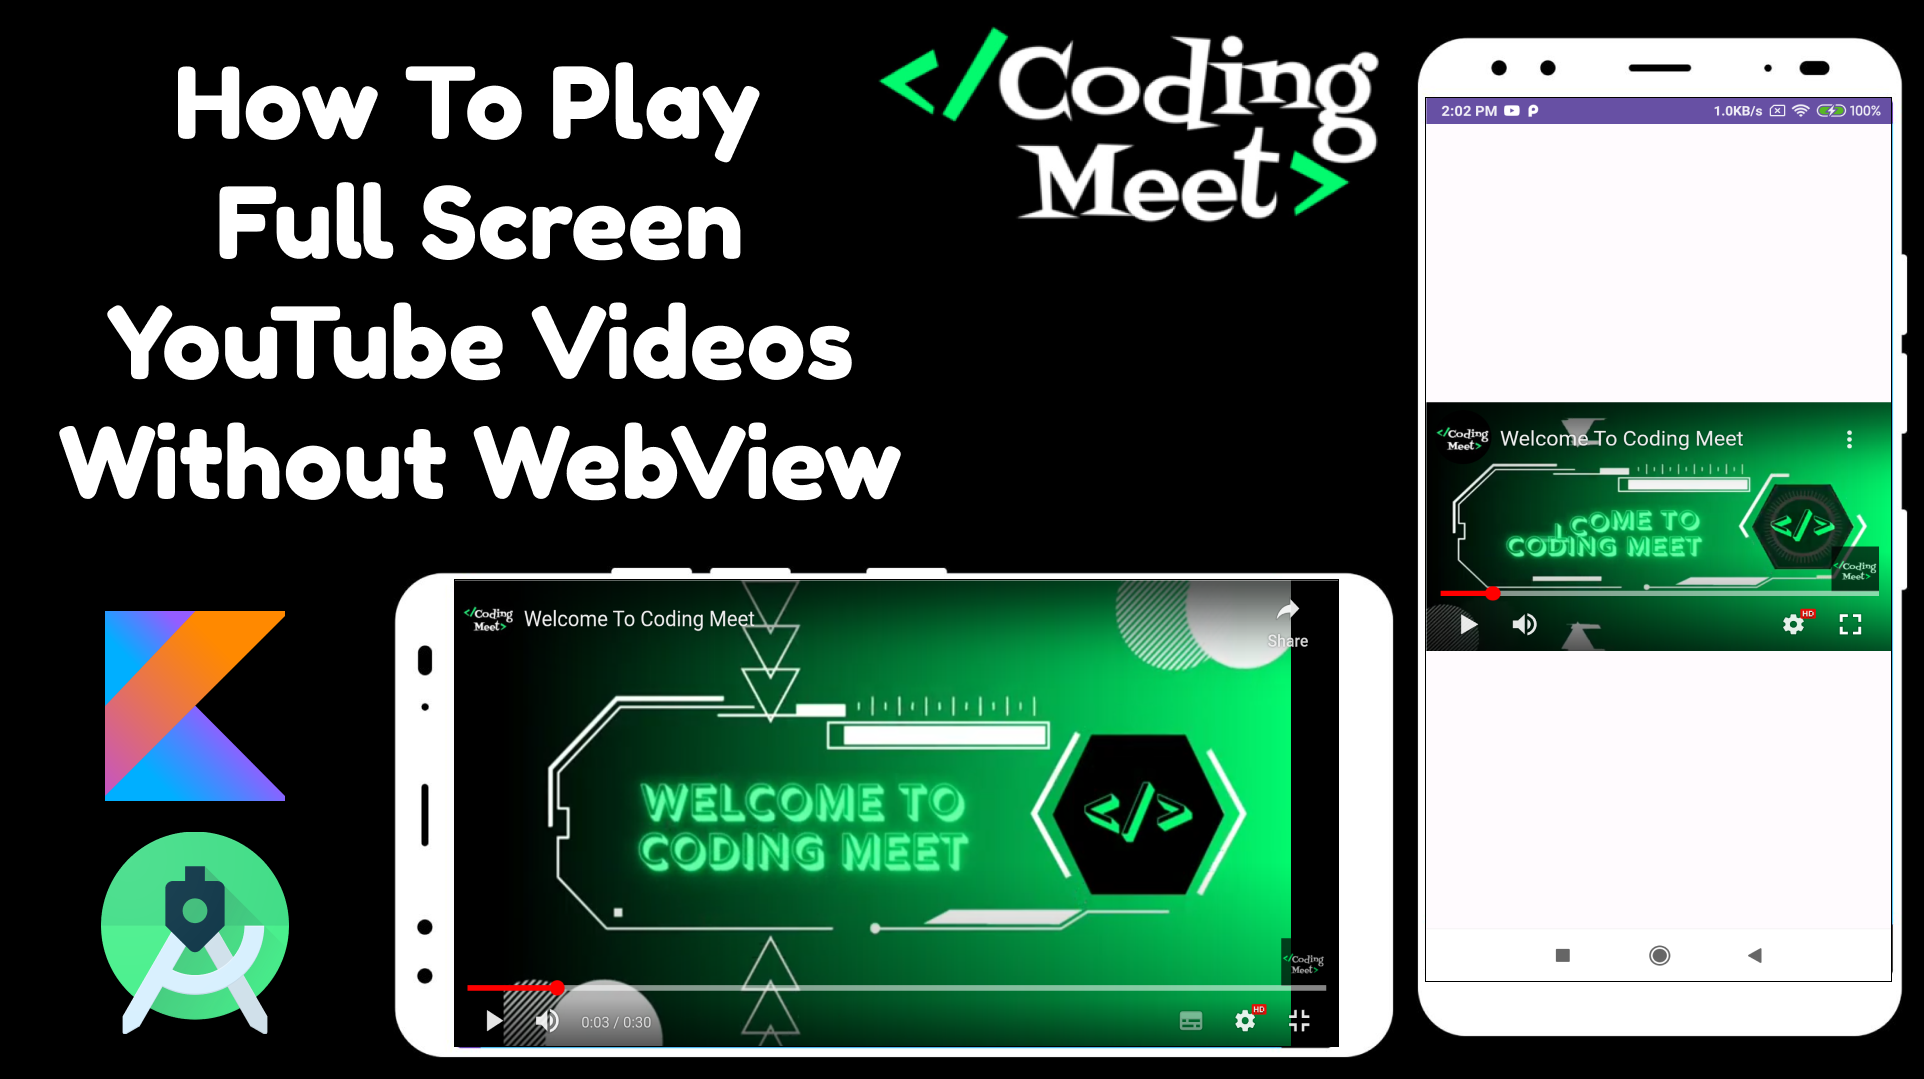 How To Play
Full Screen
YouTube Videos
Without WebView
</Coding
Meet>
2:02 PM
1.0KB/s 100%
</Coding
Meet>
Welcome To Coding Meet
COME TO
CODING MEET
</>
</Coding
Meet>
HD
</Coding
Meet>
Welcome To Coding Meet
Share
WELCOME TO
CODING MEET
</>
</Coding
Meet>
0:03 / 0:30
HD